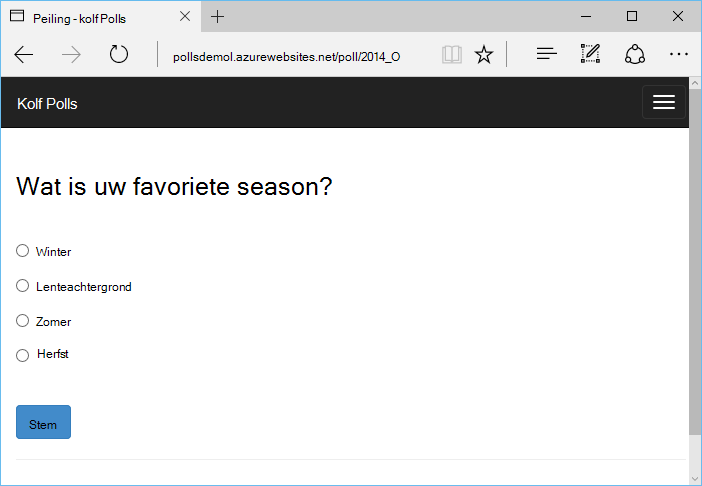 Peiling - kolf Polls
pollsdemol.azurewebsites.net/poll/2014_O
Kolf Polls
Wat is uw favoriete season?
Winter
Lenteachtergrond
Zomer
Herfst
Stem